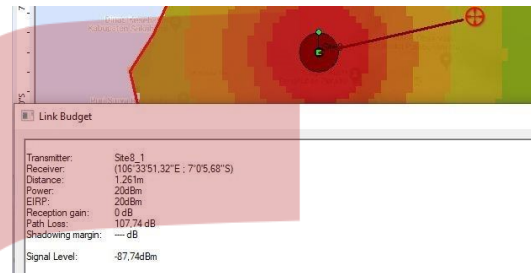 Link Budget
Transmitter: Site8_1
Receiver: (106°33'51,32"E ; 7°0'5,68"S)
Distance: 1.261m
Power: 20dBm
EIRP: 20dBm
Reception gain: 0 dB
Path Loss: 107,74 dB
Shadowing margin: --- dB
Signal Level: -87,74dBm